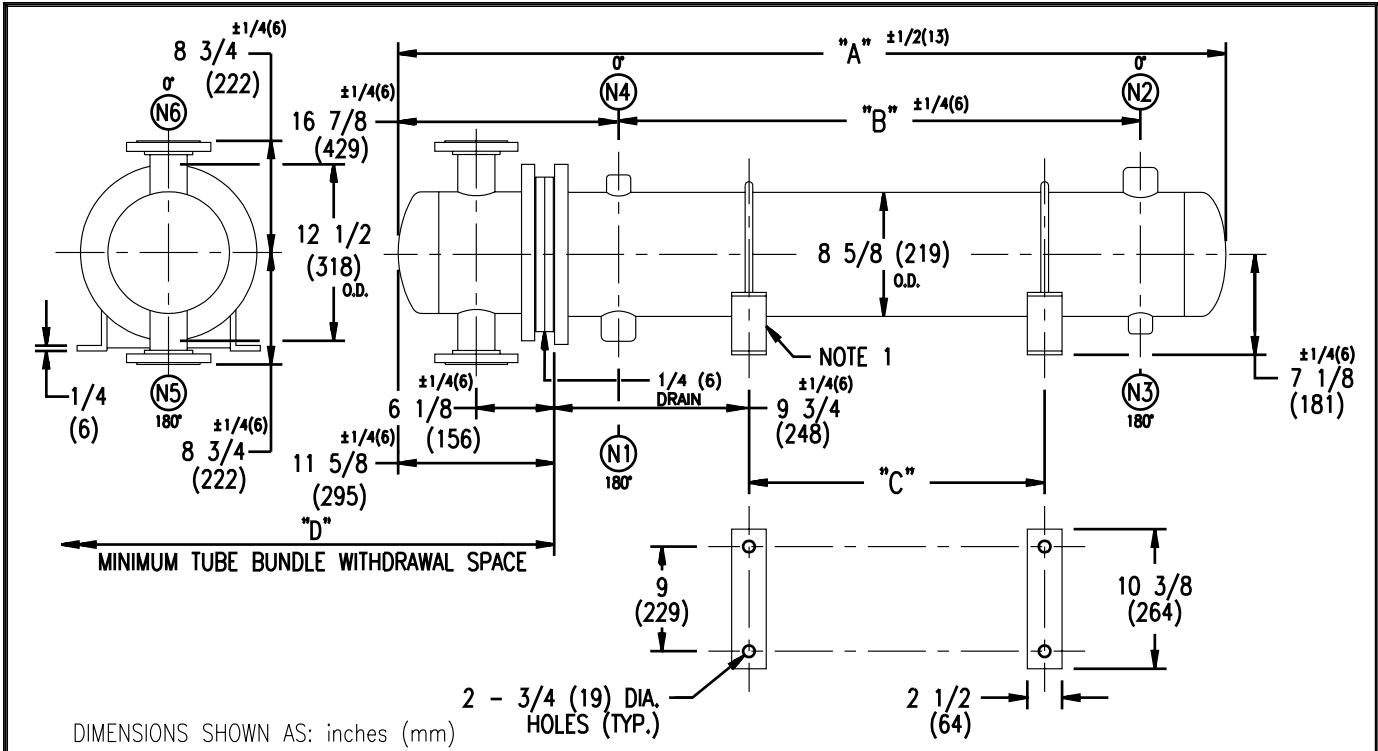 ±1/4(6)
8 3/4
(222)
0°
N6
"A" ±1/2(13)
0°
N4
0°
N2
±1/4(6)
16 7/8
(429)
"B" ±1/4(6)
12 1/2
(318)
O.D.
8 5/8 (219)
O.D.
NOTE 1
1/4
(6)
N5
180°
±1/4(6)
8 3/4
(222)
±1/4(6)
6 1/8
(156)
1/4 (6)
DRAIN
±1/4(6)
9 3/4
(248)
N3
180°
±1/4(6)
7 1/8
(181)
±1/4(6)
11 5/8
(295)
N1
180°
"C"
"D"
MINIMUM TUBE BUNDLE WITHDRAWAL SPACE
9
(229)
10 3/8
(264)
2 - 3/4 (19) DIA.
HOLES (TYP.)
2 1/2
(64)
DIMENSIONS SHOWN AS: inches (mm)